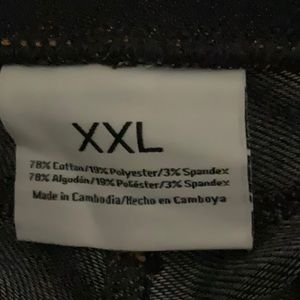 XXL
78% Cotton/19% Polyester/3% Spandex
78% Algodón/19% Poliéster/3% Spandex
Made in Cambodia/Hecho en Camboya